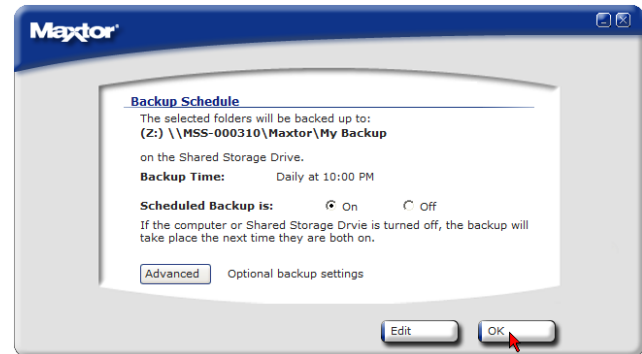 Maxtor
Backup Schedule
The selected folders will be backed up to:
(Z:) \\MSS-000310\Maxtor\My Backup
on the Shared Storage Drive.
Backup Time: Daily at 10:00 PM
Scheduled Backup is: On Off
If the computer or Shared Storage Drvie is turned off, the backup will
take place the next time they are both on.
Advanced Optional backup settings
Edit OK